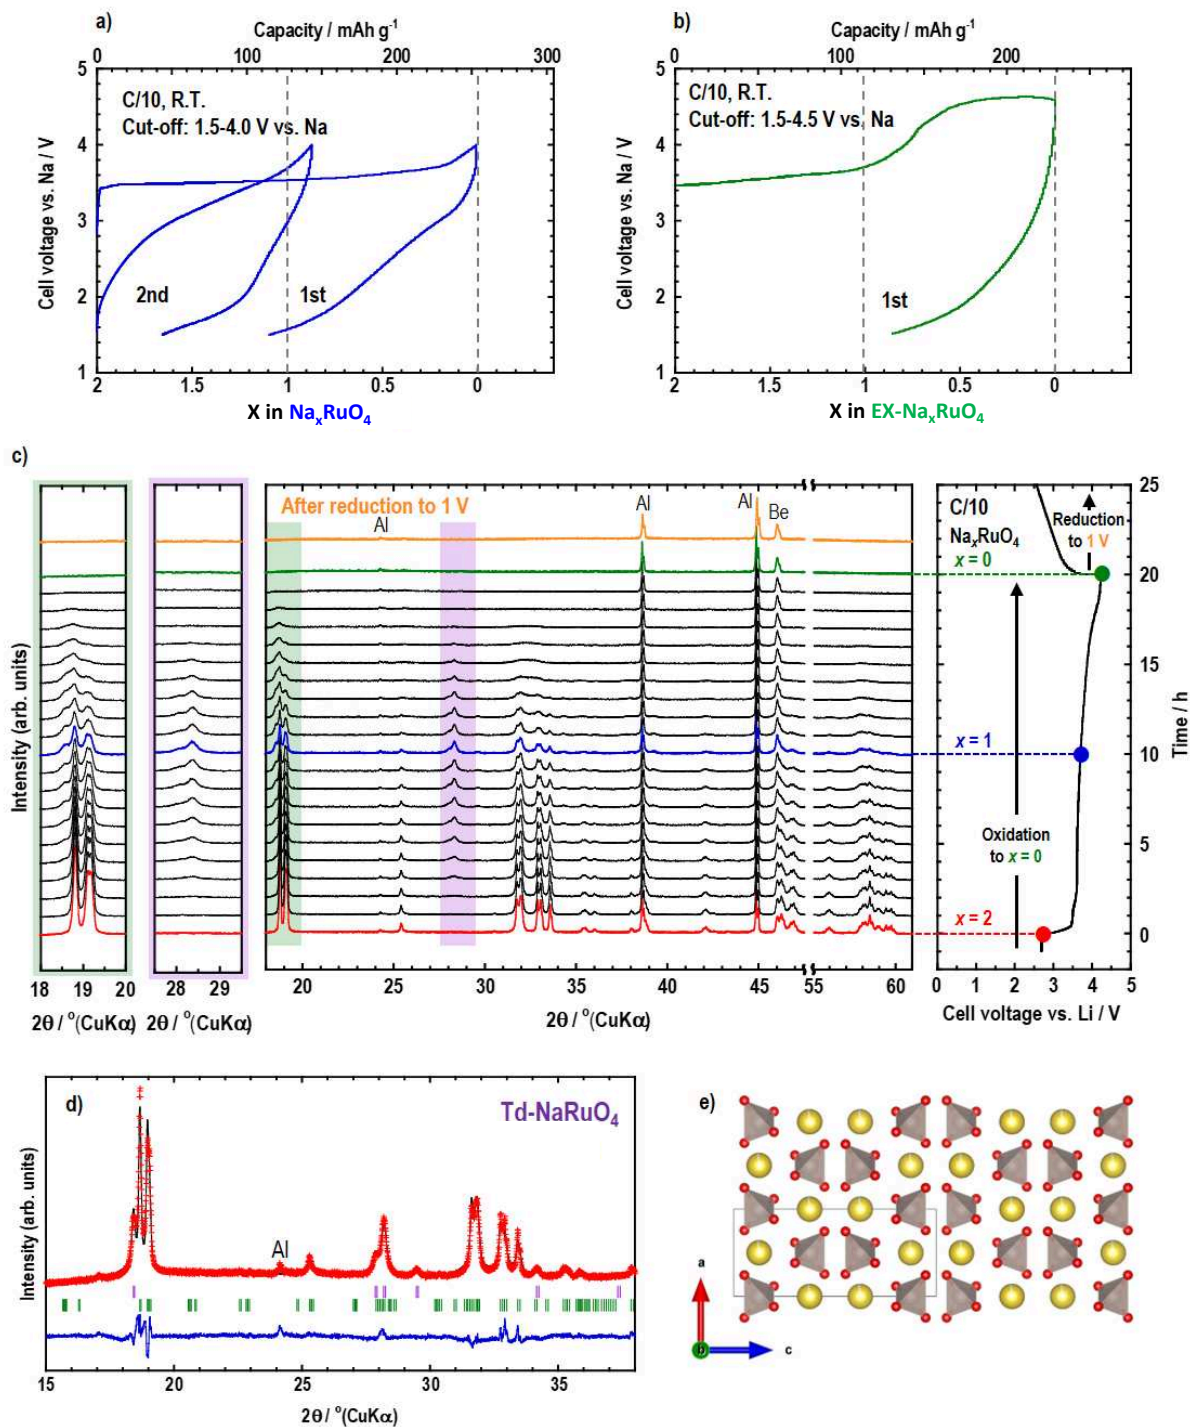 a)
Capacity / mAh g-1
0 100 200 300
5
4
3
2
1
Cell voltage vs. Na / V
C/10, R.T.
Cut-off: 1.5-4.0 V vs. Na
2nd
1st
2 1.5 1 0.5 0
X in NaxRuO4
b)
Capacity / mAh g-1
0 50 100 150 200
5
4
3
2
1
Cell voltage vs. Na / V
C/10, R.T.
Cut-off: 1.5-4.5 V vs. Na
1st
2 1.5 1 0.5 0
X in EX-NaxRuO4
c)
Intensity (arb. units)
After reduction to 1 V
Al
Al
Al
Be
18 19 20
2θ / o(CuKα)
28 29
2θ / o(CuKα)
20 25 30 35 40 45 55 60
2θ / o(CuKα)
C/10
NaxRuO4
x = 0
Reduction
to 1 V
x = 1
Oxidation
to x = 0
x = 2
25
20
15
10
5
0
Time / h
0 1 2 3 4 5
Cell voltage vs. Li / V
d)
Td-NaRuO4
Al
Intensity (arb. units)
15 20 25 30 35
2θ / o(CuKα)
e)
a
b
c